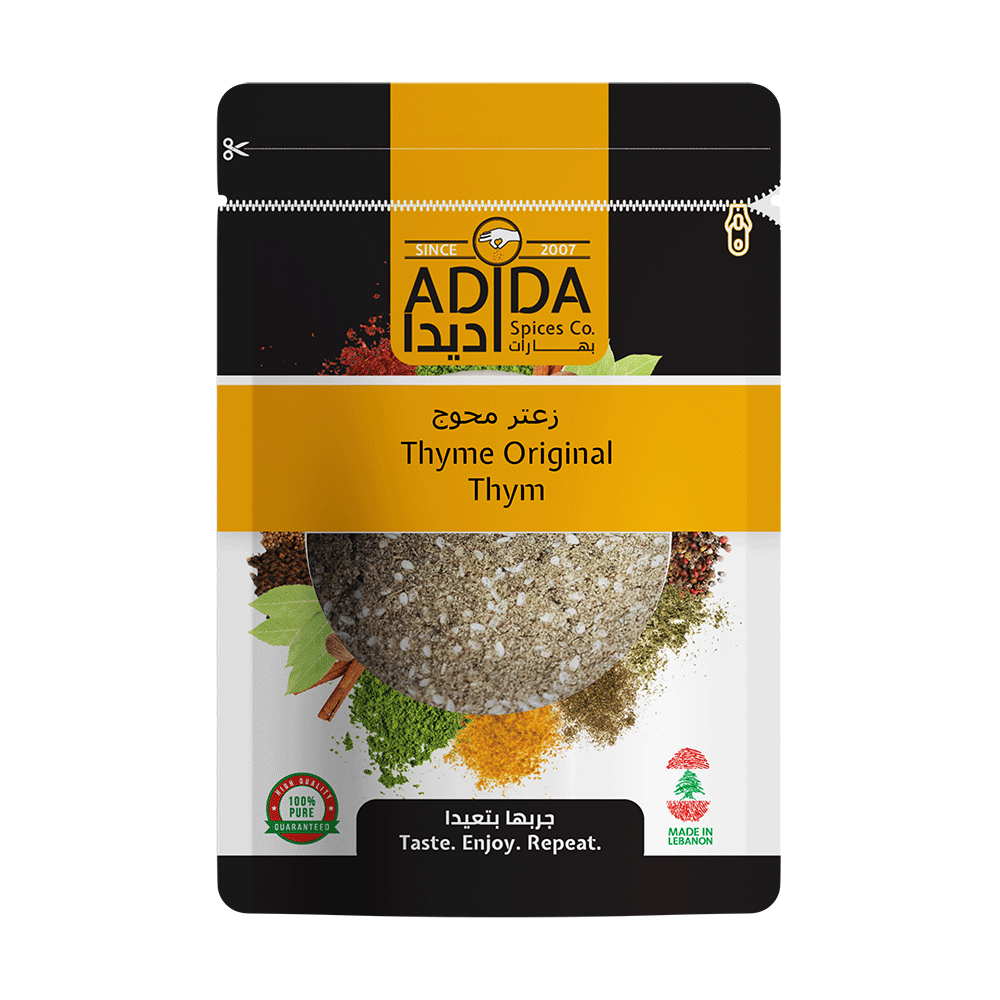 SINCE 2007
ADIDA
اديدا
Spices Co.
بهـــارات
زعتر محوج
Thyme Original
Thym
HIGH QUALITY
100%
PURE
GUARANTEED
جربها بتعيدا
Taste. Enjoy. Repeat.
MADE IN
LEBANON